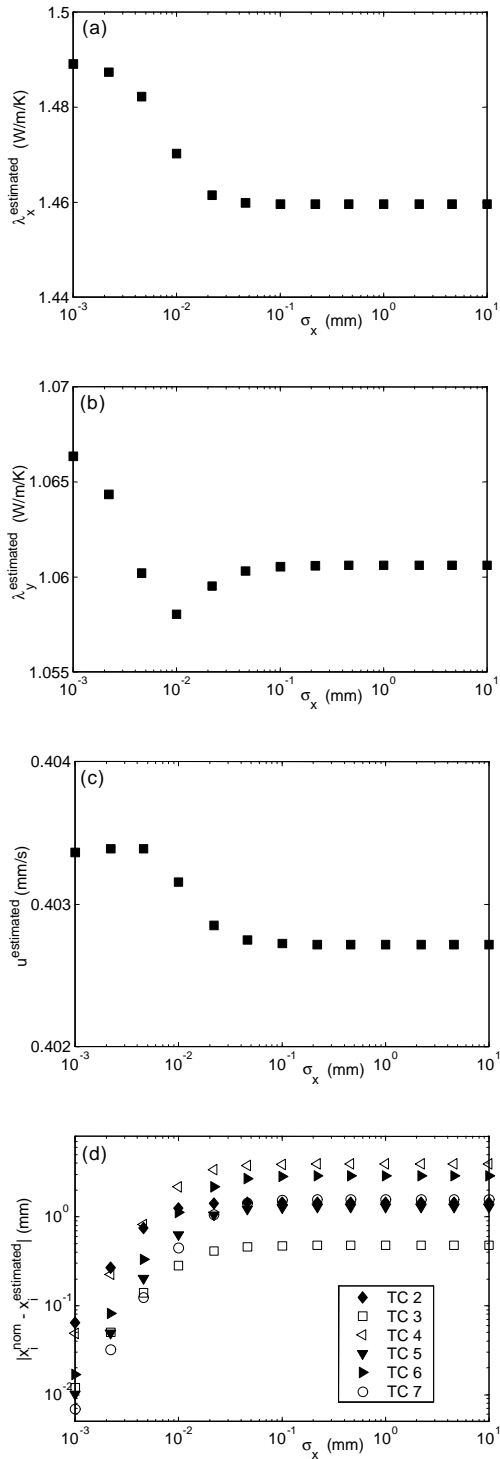 (a)
1.5
1.48
1.46
1.44
λ_x^estimated (W/m/K)
10^-3 10^-2 10^-1 10^0 10^1
σ_x (mm)
(b)
1.07
1.065
1.06
1.055
λ_y^estimated (W/m/K)
10^-3 10^-2 10^-1 10^0 10^1
σ_x (mm)
(c)
0.404
0.403
0.402
u^estimated (mm/s)
10^-3 10^-2 10^-1 10^0 10^1
σ_x (mm)
(d)
10^0
10^-1
10^-2
|x_i^nom - x_i^estimated| (mm)
TC 2
TC 3
TC 4
TC 5
TC 6
TC 7
10^-3 10^-2 10^-1 10^0 10^1
σ_x (mm)